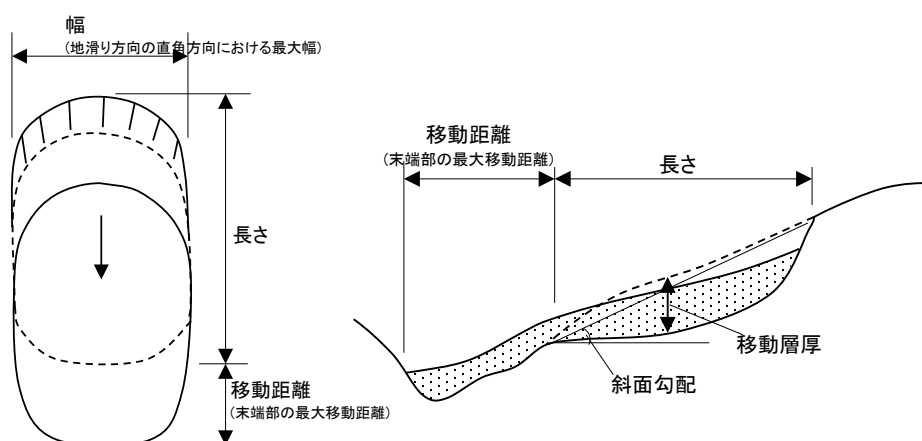 幅
（地滑り方向の直角方向における最大幅）
長さ
移動距離
（末端部の最大移動距離）
移動距離
（末端部の最大移動距離）
長さ
移動層厚
斜面勾配